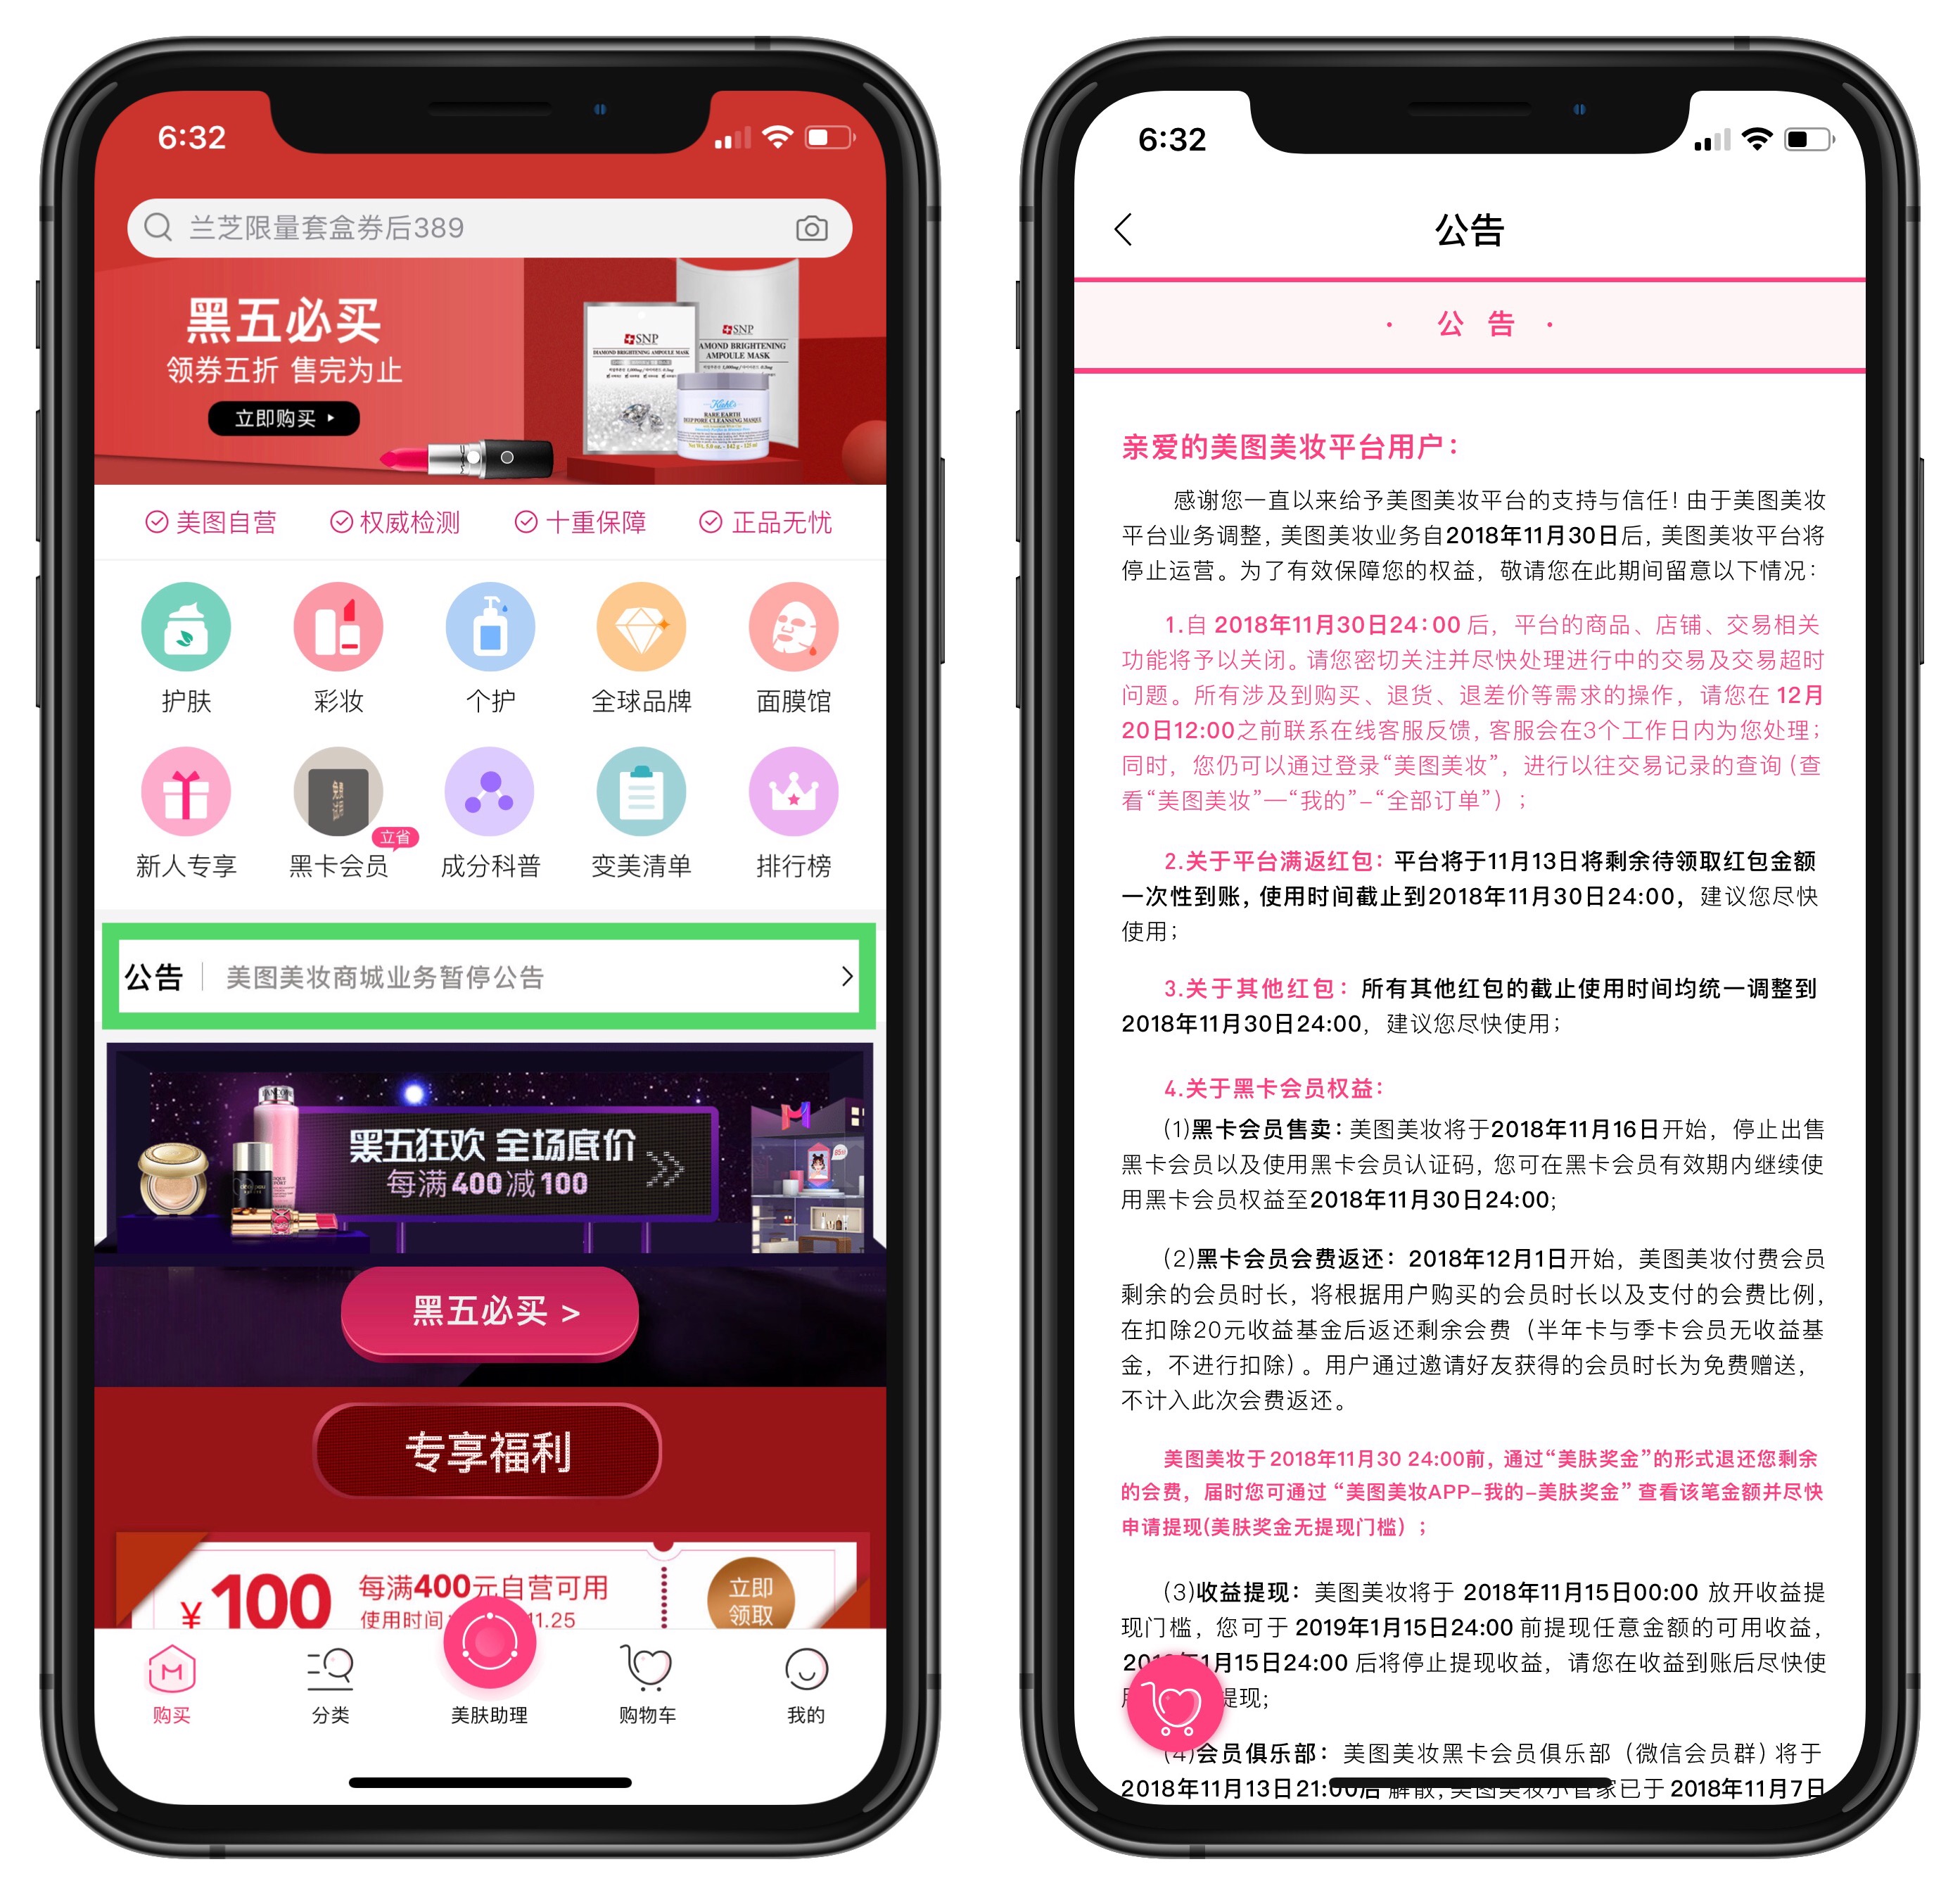 6:32
兰芝限量套盒券后389
黑五必买
领券五折 售完为止
立即购买
SNP
DIAMOND BRIGHTENING AMPOULE MASK
SNP
AMOND BRIGHTENING
AMPOULE MASK
Kiehl's
RARE EARTH
DEEP PORE CLEANSING MASQUE
美图自营
权威检测
十重保障
正品无忧
护肤
彩妆
个护
全球品牌
面膜馆
立省
新人专享
黑卡会员
成分科普
变美清单
排行榜
公告
美图美妆商城业务暂停公告
黑五狂欢 全场底价
每满400减100
黑五必买 >
专享福利
¥100
每满400元自营可用
使用时间
11.25
立即
领取
购买
分类
美肤助理
购物车
我的
6:32
公告
· 公 告 ·
亲爱的美图美妆平台用户：
感谢您一直以来给予美图美妆平台的支持与信任！由于美图美妆
平台业务调整，美图美妆业务自2018年11月30日后，美图美妆平台将
停止运营。为了有效保障您的权益，敬请您在此期间留意以下情况：
1.自 2018年11月30日24：00 后，平台的商品、店铺、交易相关
功能将予以关闭。请您密切关注并尽快处理进行中的交易及交易超时
问题。所有涉及到购买、退货、退差价等需求的操作，请您在 12月
20日12:00之前联系在线客服反馈，客服会在3个工作日内为您处理；
同时，您仍可以通过登录“美图美妆”，进行以往交易记录的查询（查
看“美图美妆”—“我的”–“全部订单”）；
2.关于平台满返红包：平台将于11月13日将剩余待领取红包金额
一次性到账，使用时间截止到2018年11月30日24:00，建议您尽快
使用；
3.关于其他红包：所有其他红包的截止使用时间均统一调整到
2018年11月30日24:00，建议您尽快使用；
4.关于黑卡会员权益：
(1)黑卡会员售卖：美图美妆将于2018年11月16日开始，停止出售
黑卡会员以及使用黑卡会员认证码，您可在黑卡会员有效期内继续使
用黑卡会员权益至2018年11月30日24:00;
(2)黑卡会员会费返还：2018年12月1日开始，美图美妆付费会员
剩余的会员时长，将根据用户购买的会员时长以及支付的会费比例，
在扣除20元收益基金后返还剩余会费（半年卡与季卡会员无收益基
金，不进行扣除）。用户通过邀请好友获得的会员时长为免费赠送，
不计入此次会费返还。
美图美妆于2018年11月30 24:00前，通过“美肤奖金”的形式退还您剩余
的会费，届时您可通过 “美图美妆APP–我的–美肤奖金” 查看该笔金额并尽快
申请提现(美肤奖金无提现门槛）；
(3)收益提现：美图美妆将于 2018年11月15日00:00 放开收益提
现门槛，您可于 2019年1月15日24:00 前提现任意金额的可用收益，
1月15日24:00 后将停止提现收益，请您在收益到账后尽快使
提现;
(4)会员俱乐部：美图美妆黑卡会员俱乐部（微信会员群）将于
2018年11月13日21:00后 解散，美图美妆小管家已于 2018年11月7日